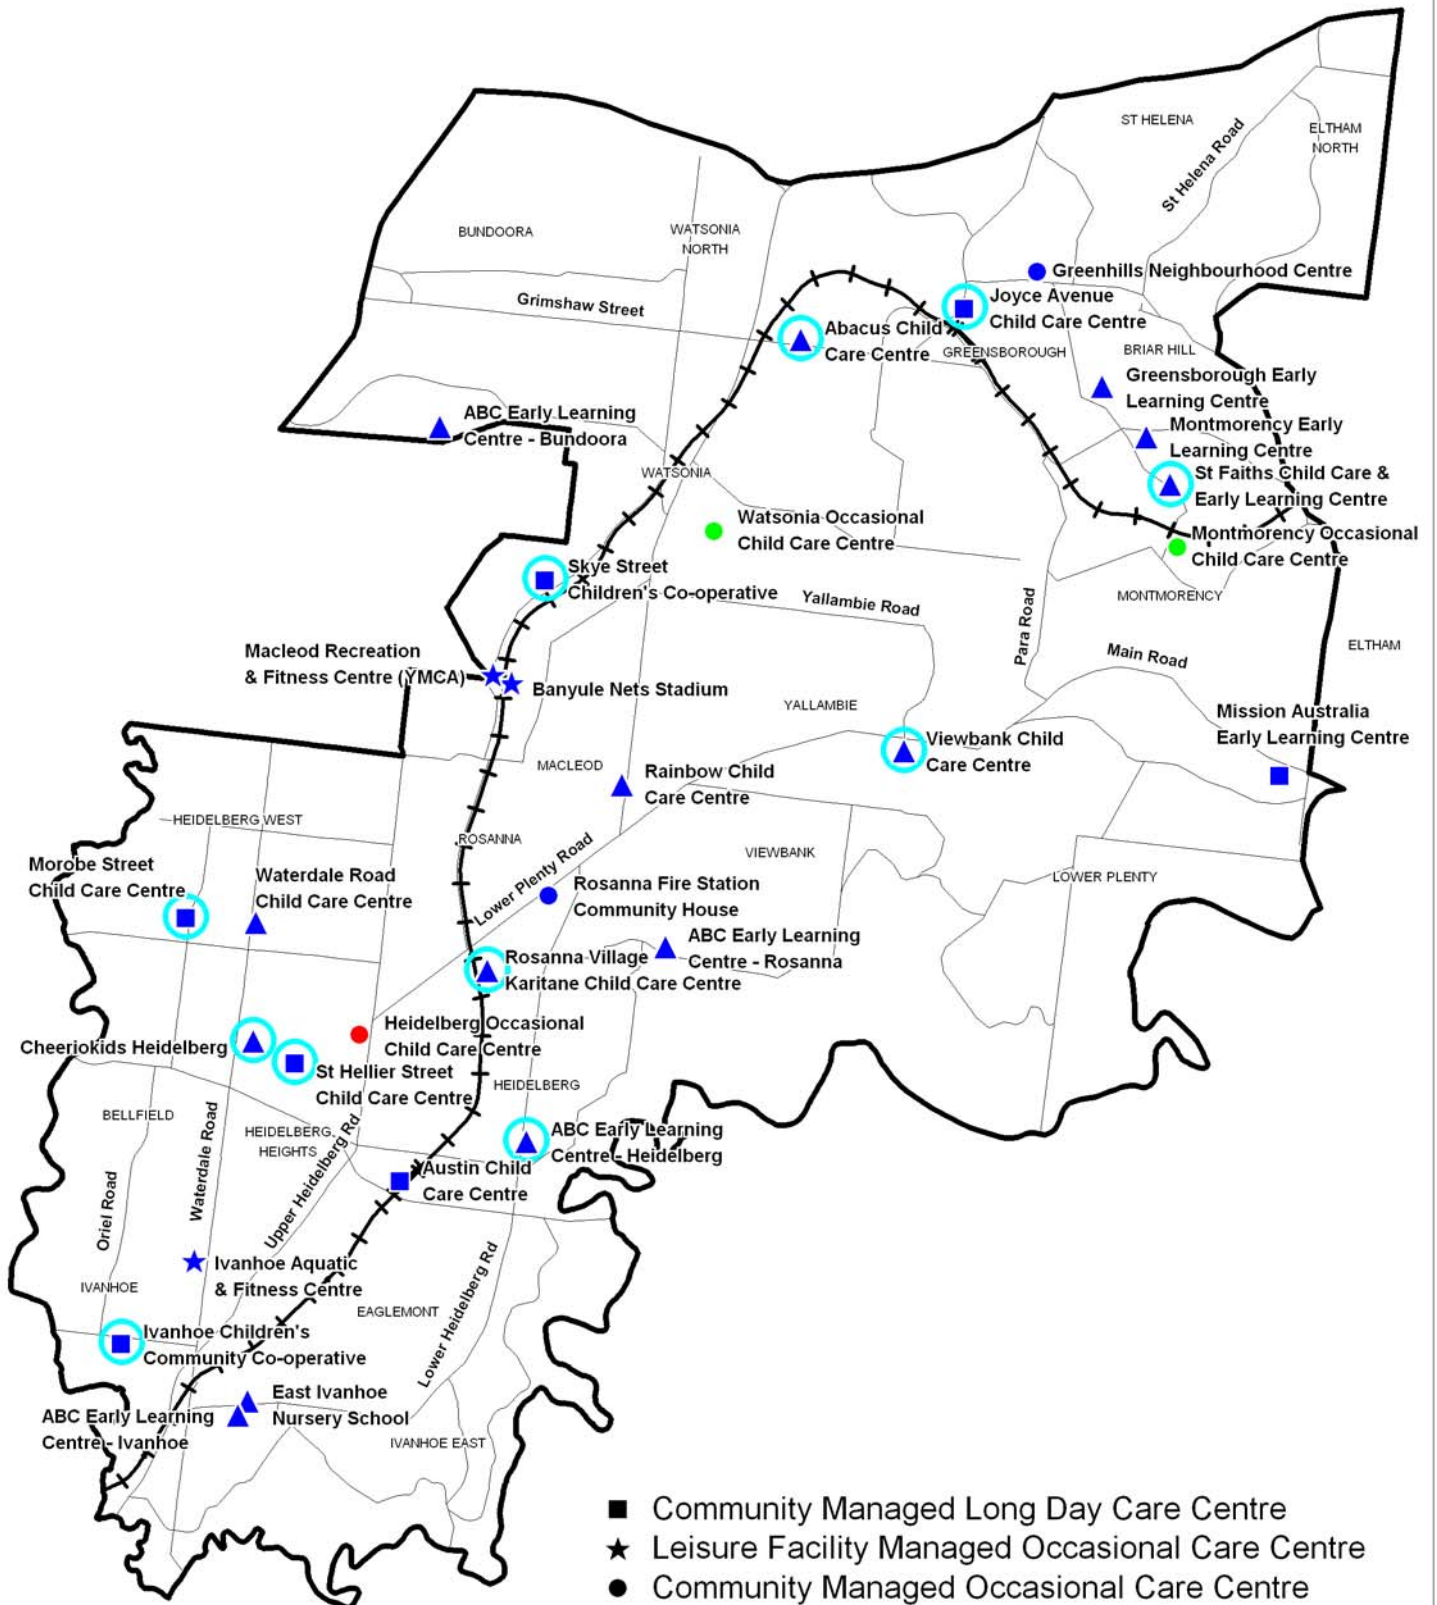 ST HELENA
St Helena Road
ELTHAM
NORTH
BUNDOORA
WATSONIA
NORTH
Greenhills Neighbourhood Centre
Grimshaw Street
Joyce Avenue
Child Care Centre
Abacus Child
Care Centre
GREENSBOROUGH
BRIAR HILL
Greensborough Early
Learning Centre
ABC Early Learning
Centre - Bundoora
Montmorency Early
Learning Centre
WATSONIA
St Faiths Child Care &
Early Learning Centre
Watsonia Occasional
Child Care Centre
Montmorency Occasional
Child Care Centre
Skye Street
Children's Co-operative
Yallambie Road
MONTMORENCY
Para Road
Macleod Recreation
& Fitness Centre (YMCA)
Banyule Nets Stadium
Main Road
ELTHAM
YALLAMBIE
Mission Australia
Early Learning Centre
Viewbank Child
Care Centre
MACLEOD
Rainbow Child
Care Centre
HEIDELBERG WEST
ROSANNA
Lower Plenty Road
VIEWBANK
Morobe Street
Child Care Centre
Waterdale Road
Child Care Centre
Rosanna Fire Station
Community House
LOWER PLENTY
ABC Early Learning
Centre - Rosanna
Rosanna Village
Karitane Child Care Centre
Heidelberg Occasional
Child Care Centre
Cheeriokids Heidelberg
St Hellier Street
Child Care Centre
HEIDELBERG
BELLFIELD
Waterdale Road
HEIDELBERG
HEIGHTS
Upper Heidelberg Rd
ABC Early Learning
Centre - Heidelberg
Austin Child
Care Centre
Oriel Road
Ivanhoe Aquatic
& Fitness Centre
IVANHOE
EAGLEMONT
Lower Heidelberg Rd
Ivanhoe Children's
Community Co-operative
East Ivanhoe
Nursery School
ABC Early Learning
Centre - Ivanhoe
IVANHOE EAST
Community Managed Long Day Care Centre
Leisure Facility Managed Occasional Care Centre
Community Managed Occasional Care Centre